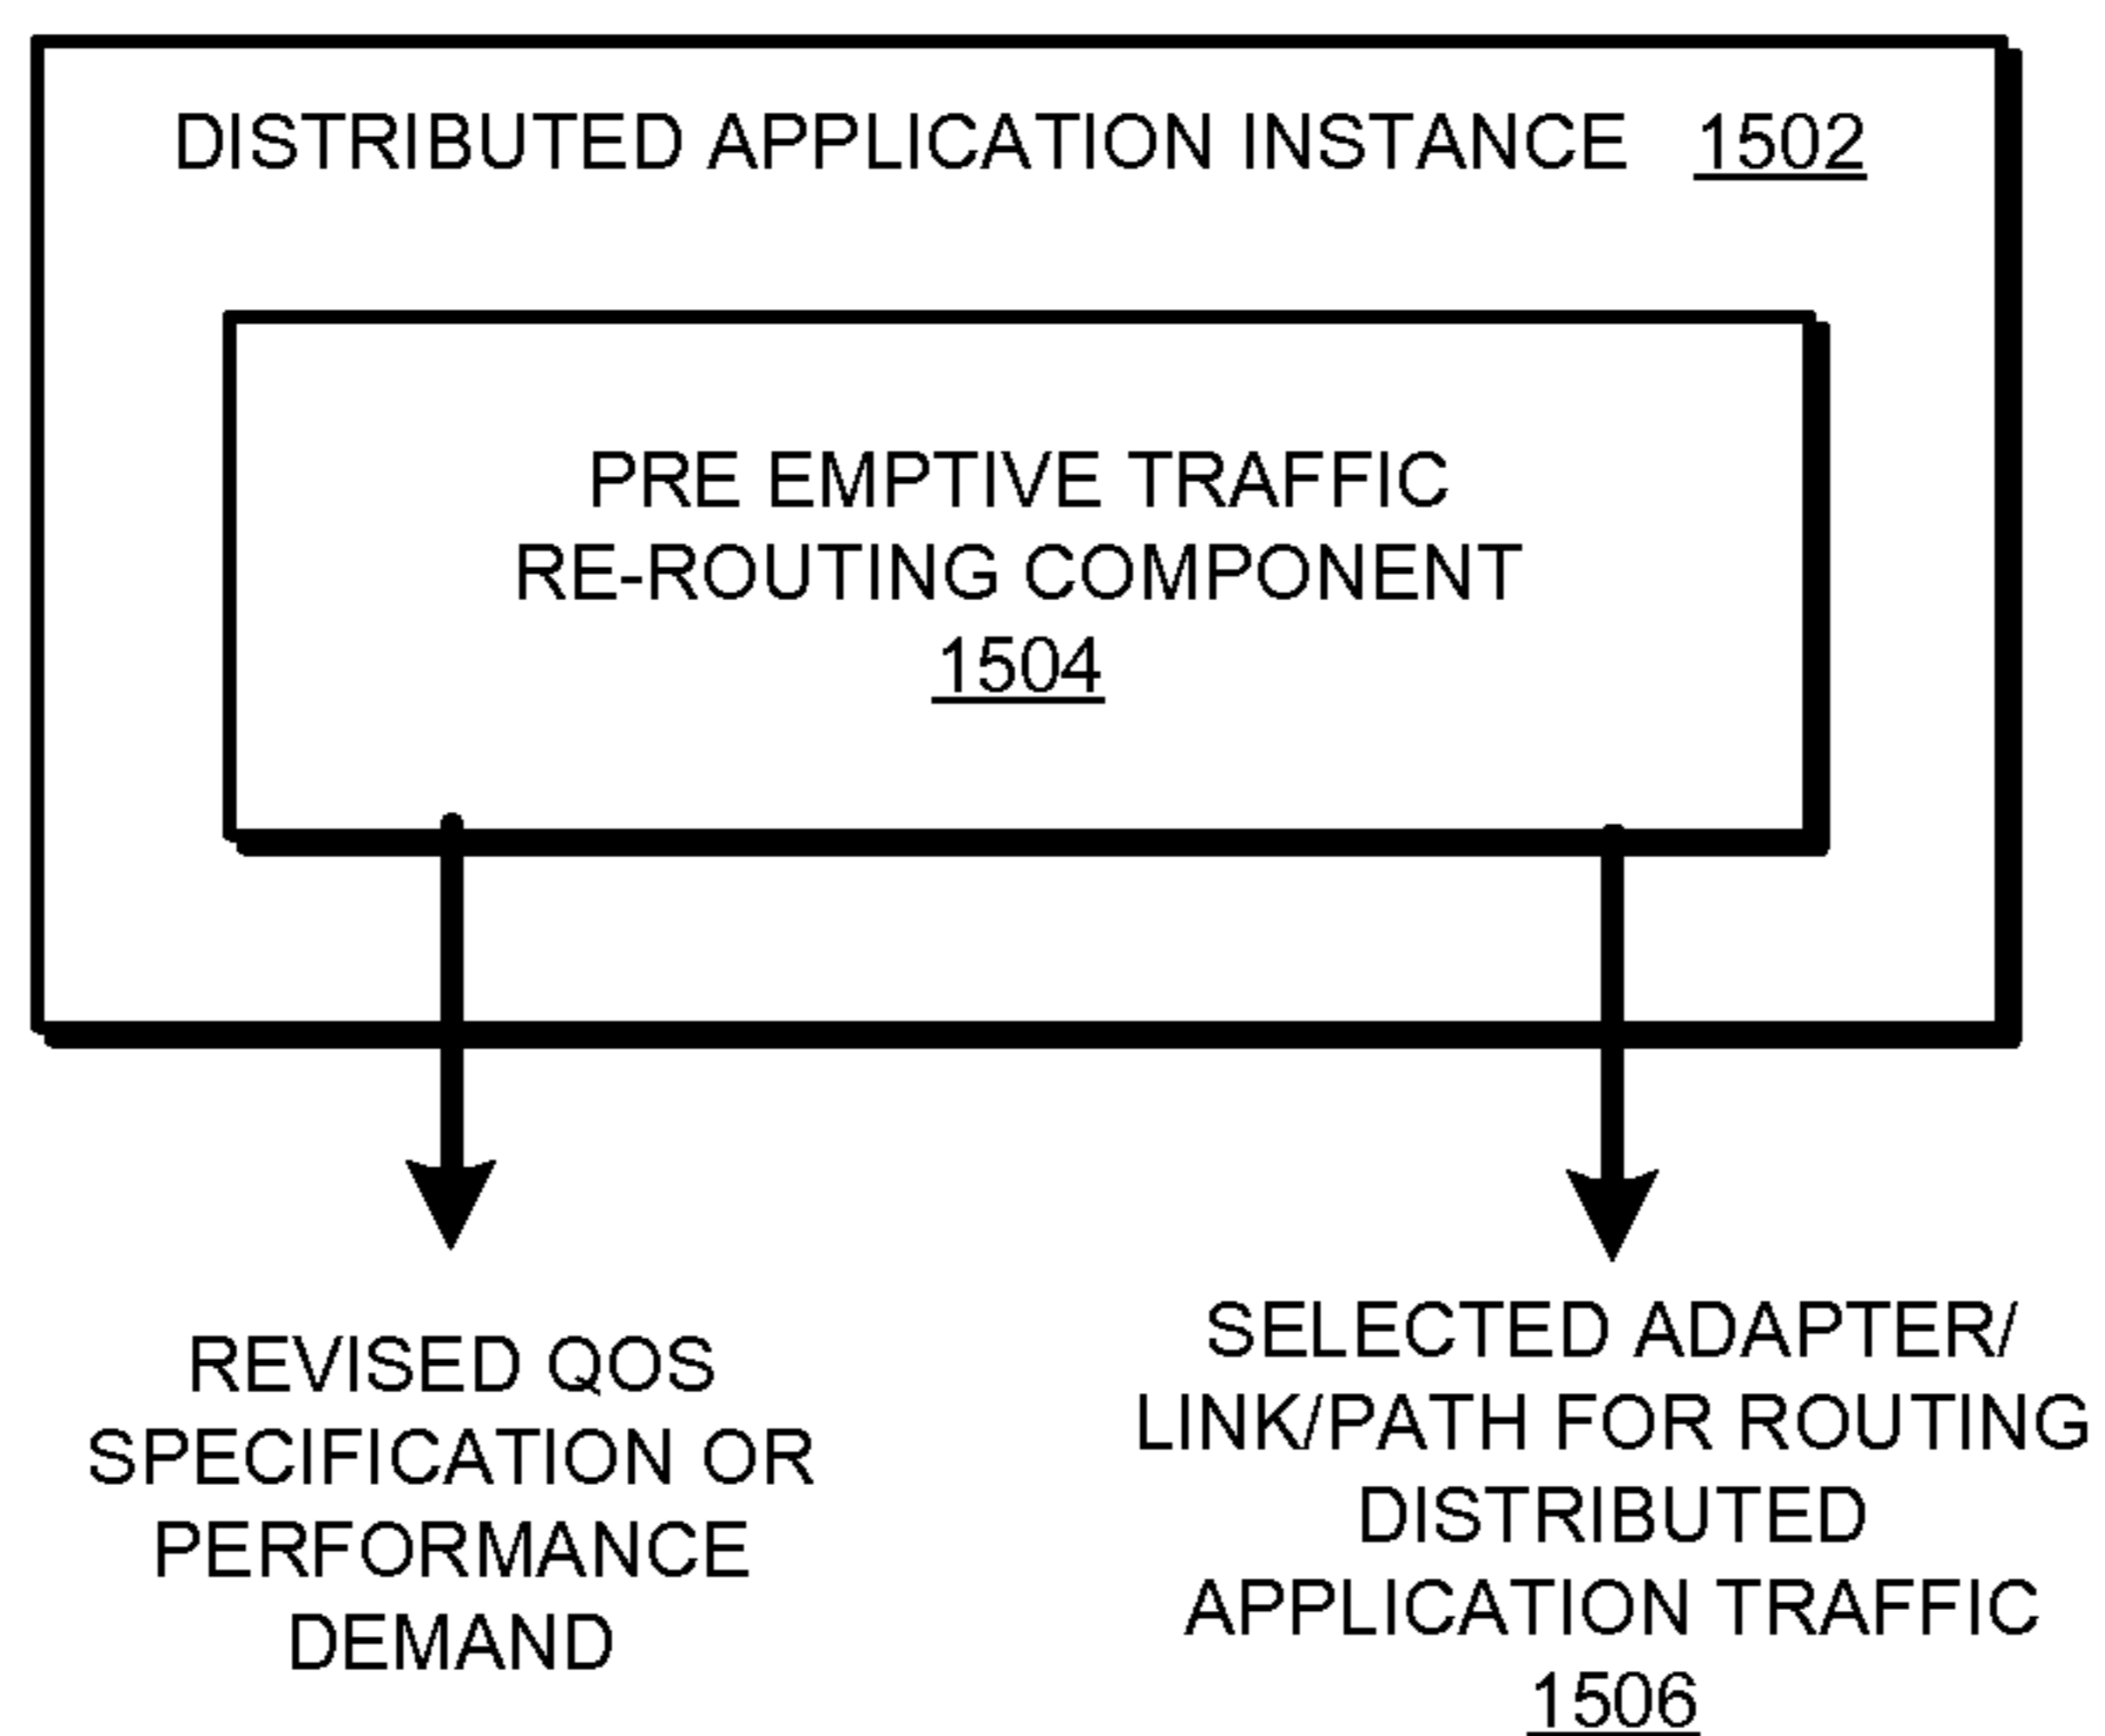 DISTRIBUTED APPLICATION INSTANCE 1502
PRE EMPTIVE TRAFFIC
RE-ROUTING COMPONENT
1504
REVISED QOS
SPECIFICATION OR
PERFORMANCE
DEMAND
SELECTED ADAPTER/
LINK/PATH FOR ROUTING
DISTRIBUTED
APPLICATION TRAFFIC
1506